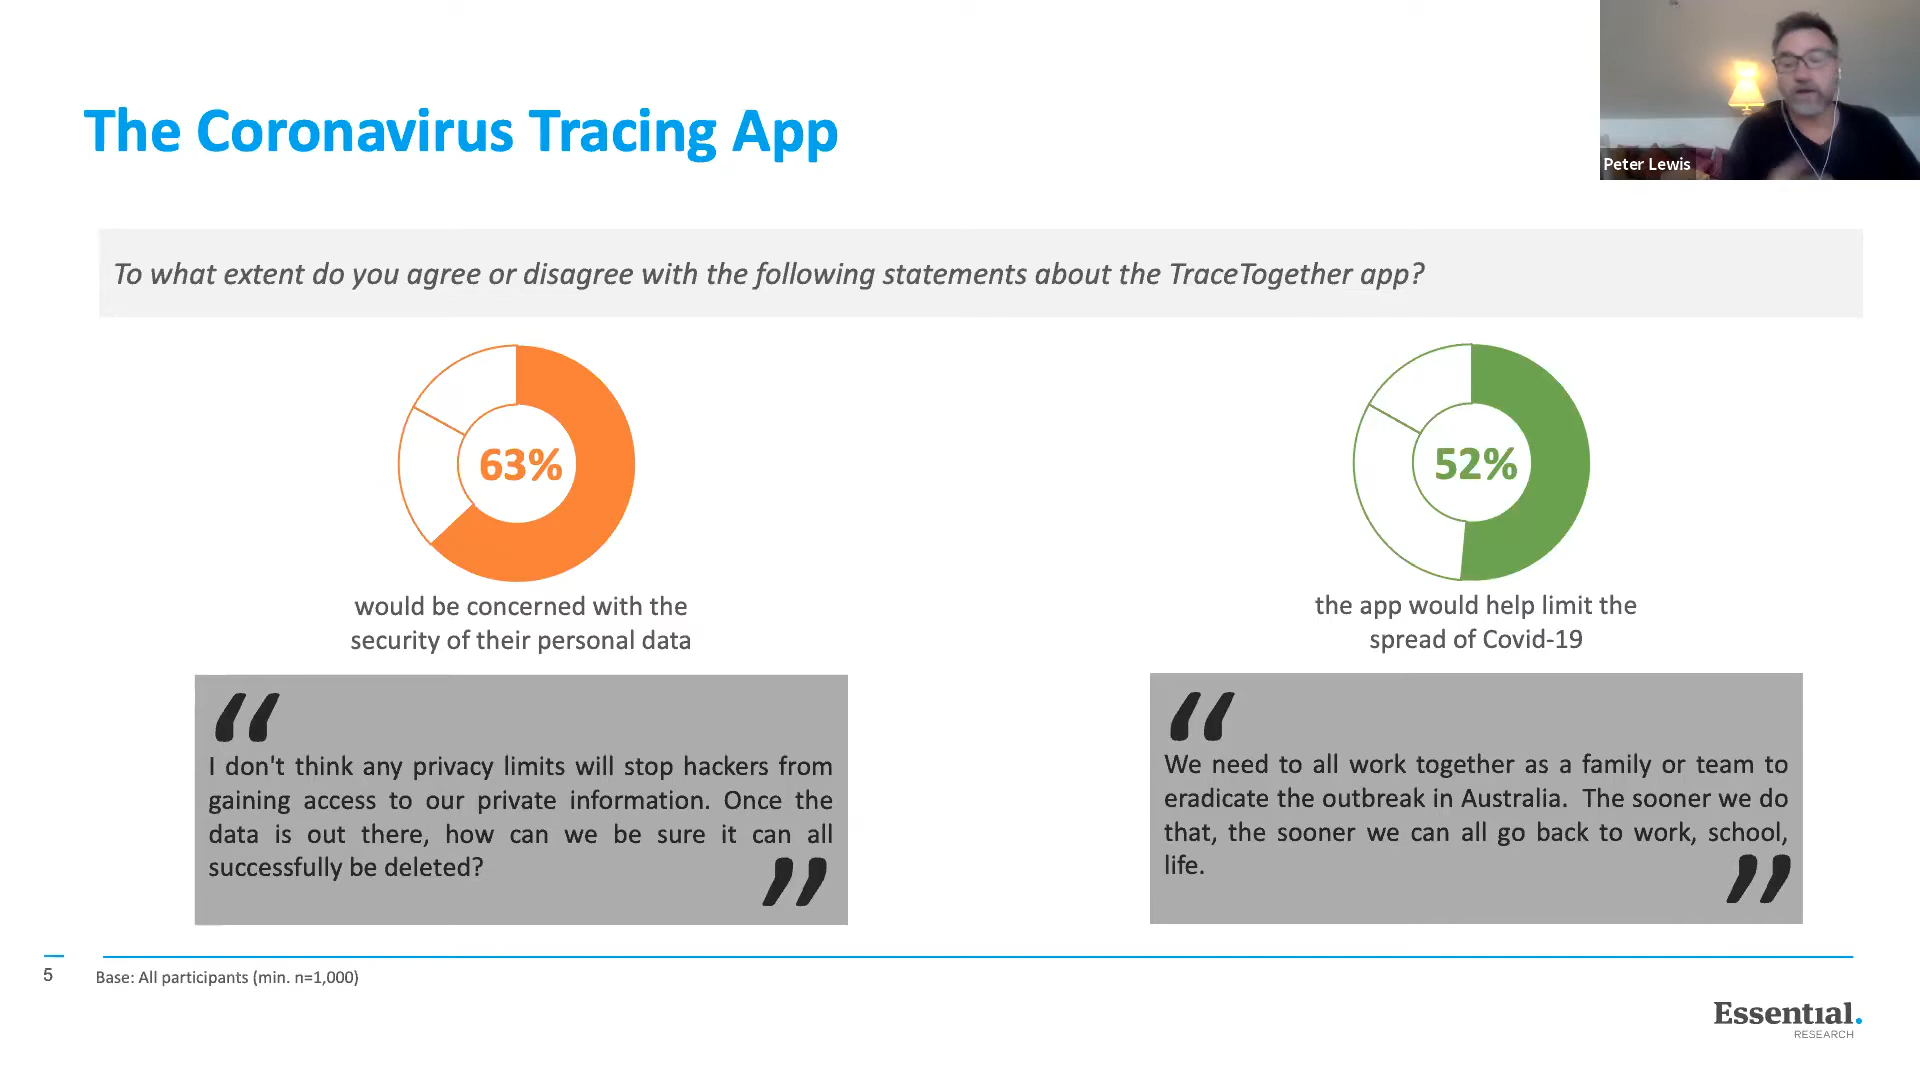 The Coronavirus Tracing App
Peter Lewis
To what extent do you agree or disagree with the following statements about the TraceTogether app?
63%
would be concerned with the
security of their personal data
“
I don't think any privacy limits will stop hackers from
gaining access to our private information. Once the
data is out there, how can we be sure it can all
successfully be deleted?
”
52%
the app would help limit the
spread of Covid-19
“
We need to all work together as a family or team to
eradicate the outbreak in Australia.  The sooner we do
that, the sooner we can all go back to work, school,
life.
”
5
Base: All participants (min. n=1,000)
Essential.
RESEARCH